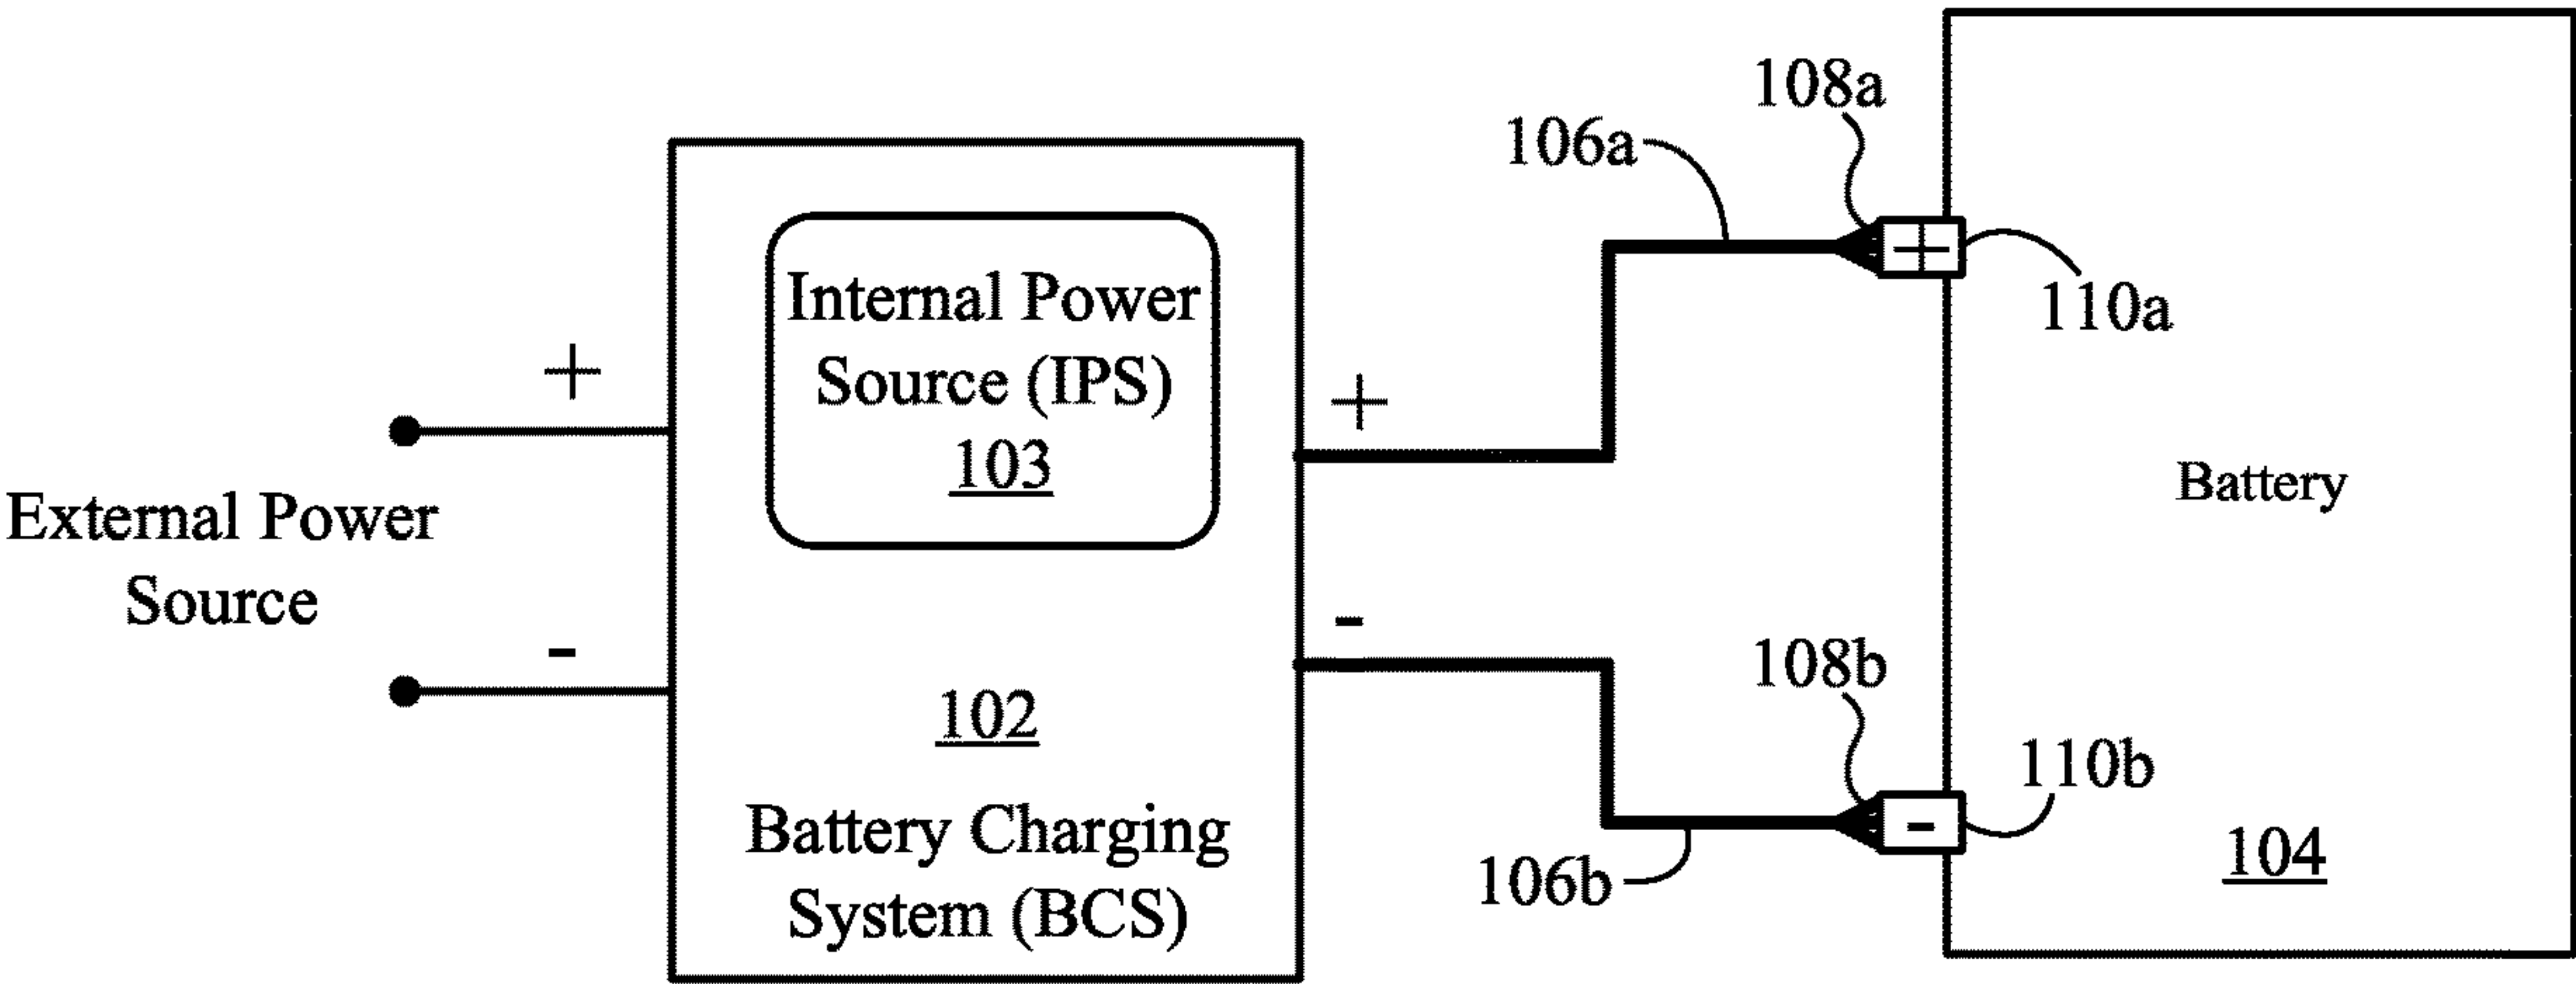 External Power
Source
+
-
Internal Power
Source (IPS)
103
102
Battery Charging
System (BCS)
+
-
106a
108a
+
110a
106b
108b
-
110b
Battery
104